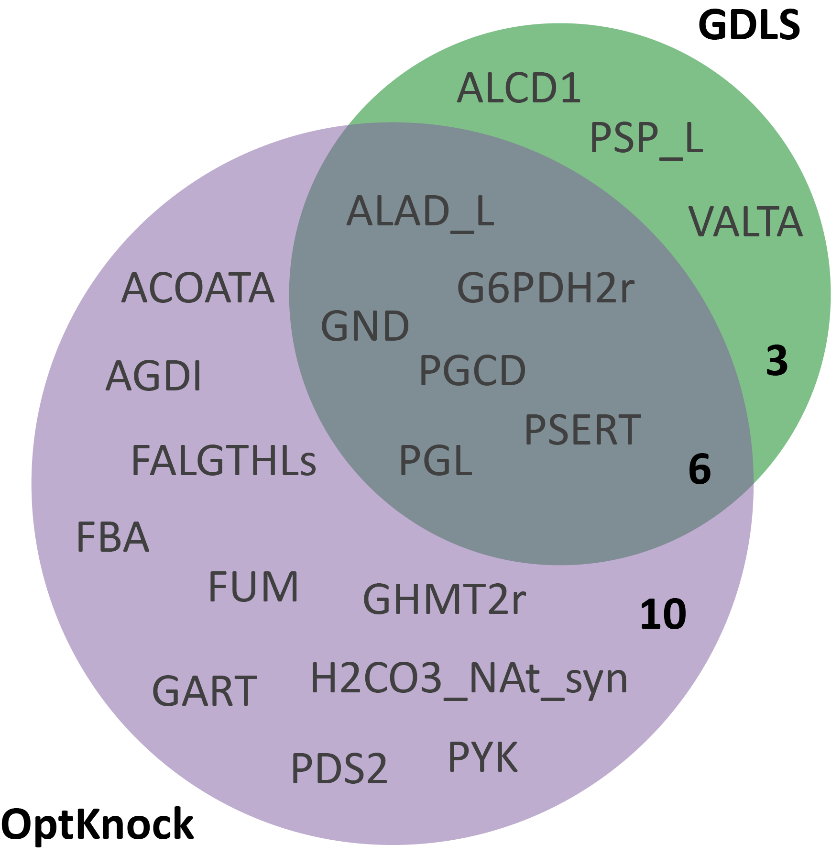 GDLS
ALCD1
PSP_L
VALTA
ALAD_L
ACOATA
G6PDH2r
GND
3
PGCD
AGDI
PSERT
FALGTHLs
PGL
6
FBA
FUM
GHMT2r
10
H2CO3_NAt_syn
GART
PYK
PDS2
OptKnock